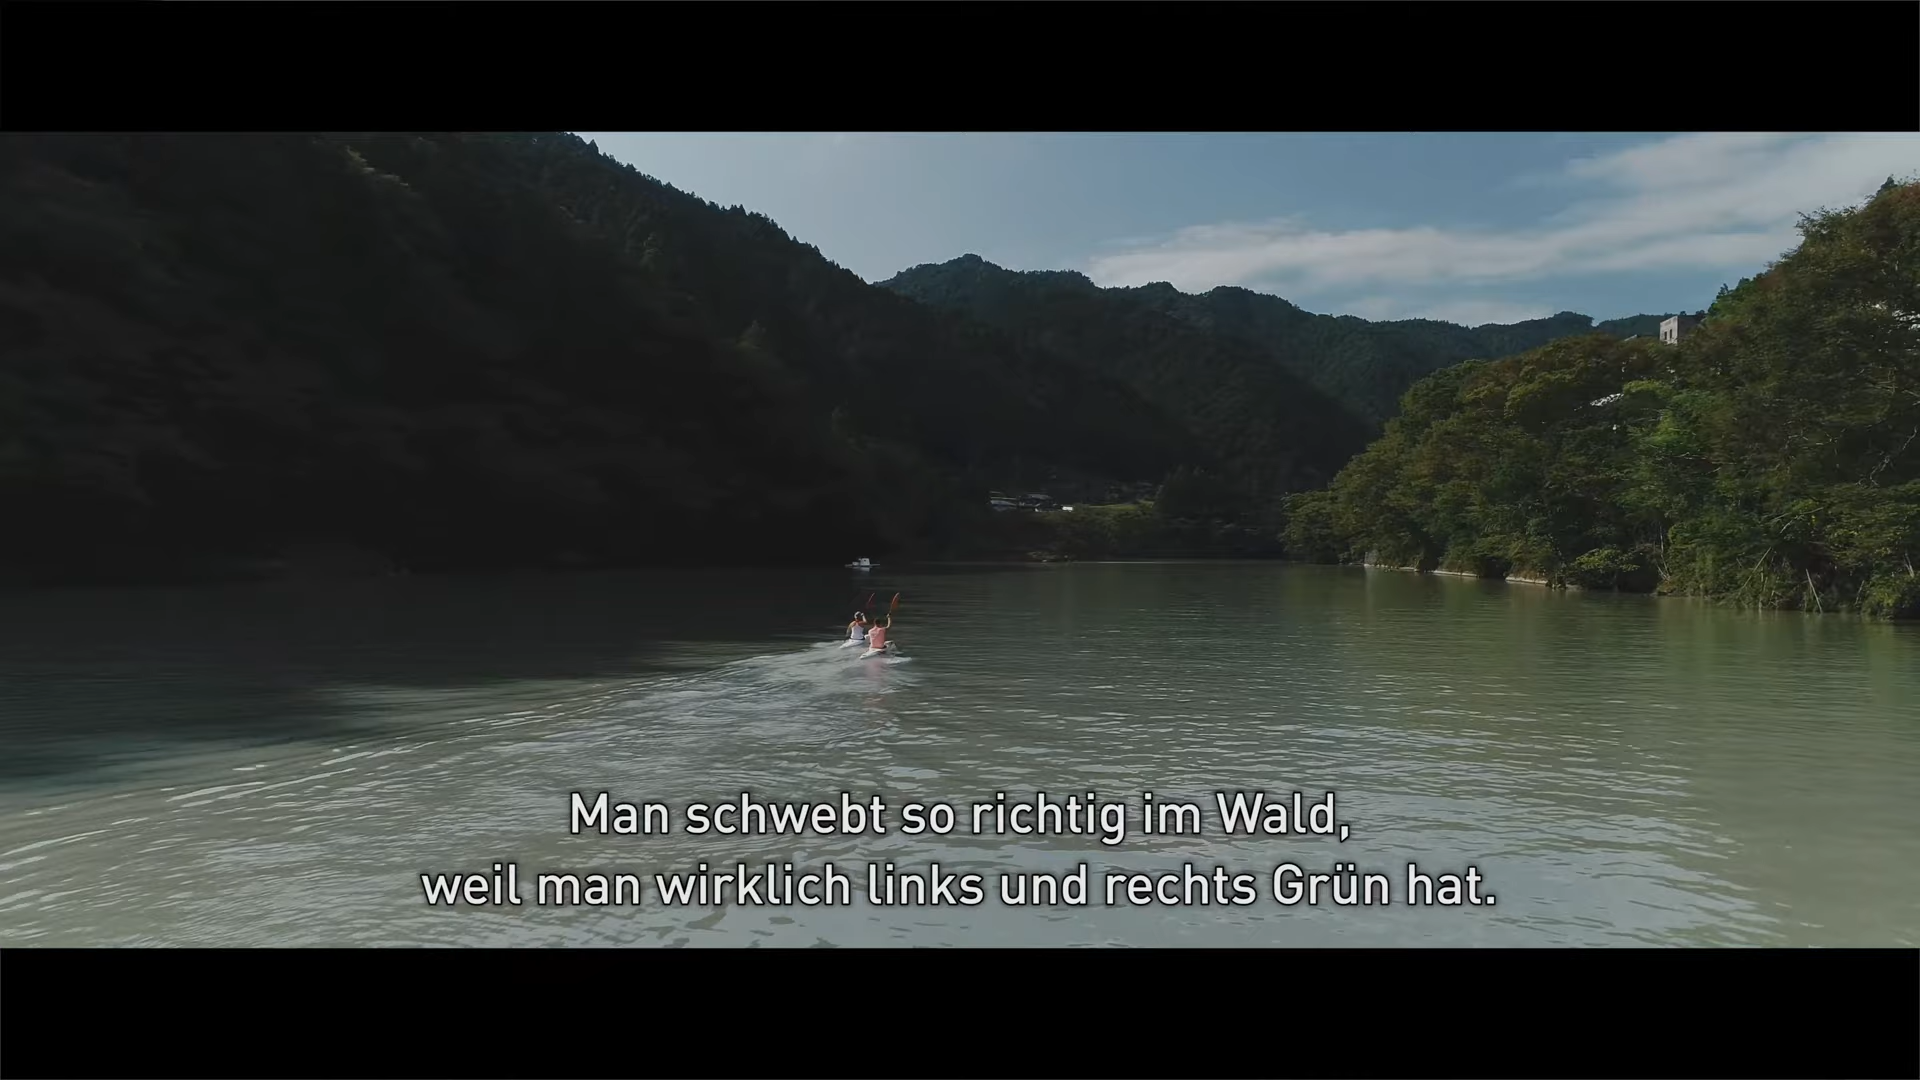 Man schwebt so richtig im Wald,
weil man wirklich links und rechts Grün hat.